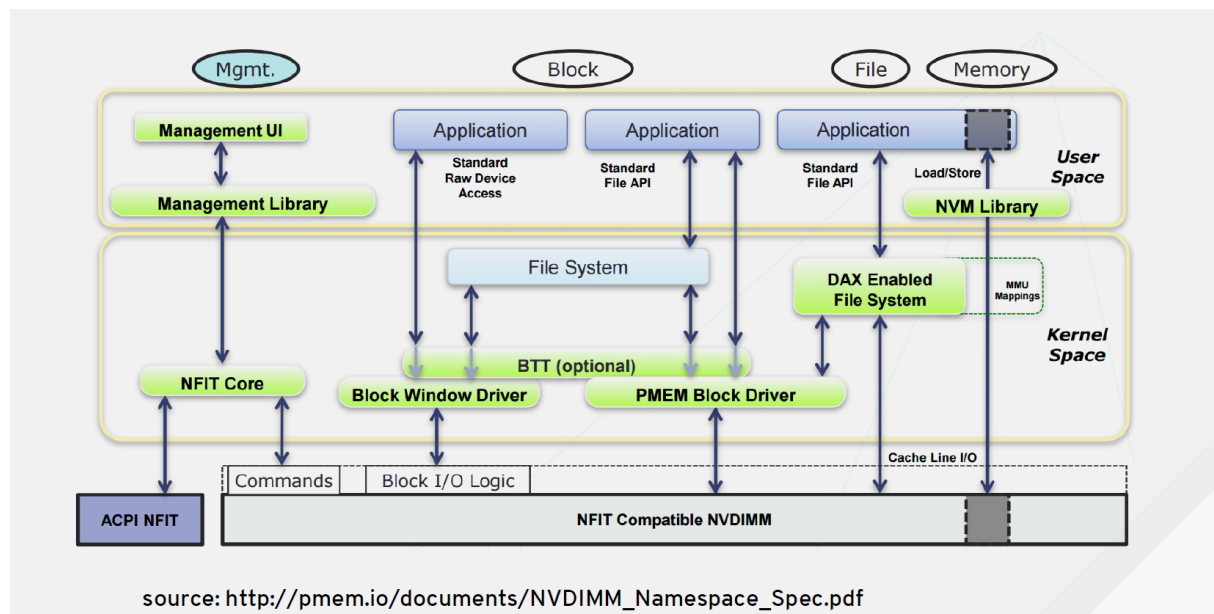 Mgmt.
Block
File
Memory
Management UI
Application
Application
Application
Standard
Raw Device
Access
Standard
File API
Standard
File API
Load/Store
User
Space
Management Library
NVM Library
File System
DAX Enabled
File System
MMU
Mappings
Kernel
Space
BTT (optional)
NFIT Core
Block Window Driver
PMEM Block Driver
Cache Line I/O
Commands
Block I/O Logic
ACPI NFIT
NFIT Compatible NVDIMM
source: http://pmem.io/documents/NVDIMM_Namespace_Spec.pdf